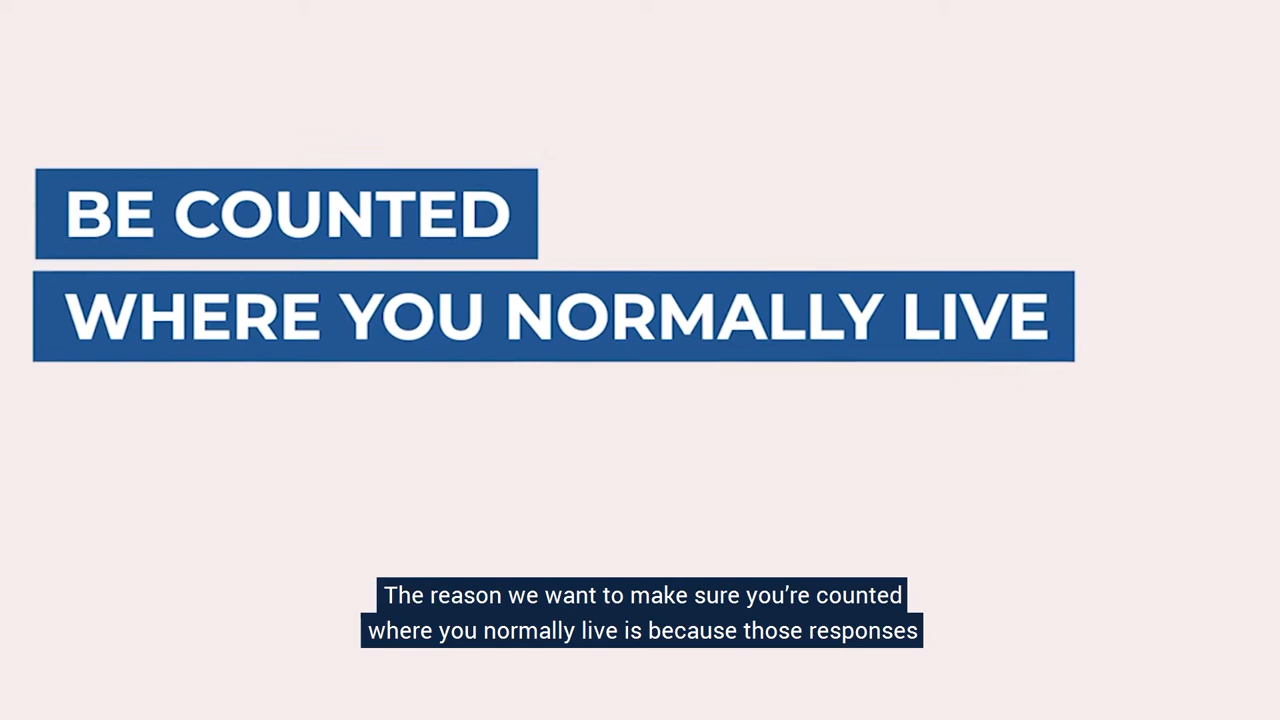 BE COUNTED
WHERE YOU NORMALLY LIVE
The reason we want to make sure you’re counted
where you normally live is because those responses